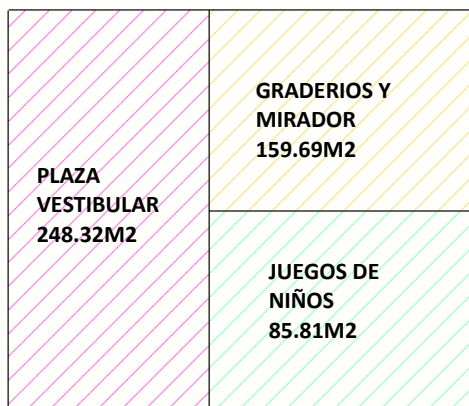 PLAZA
VESTIBULAR
248.32M2
GRADERIOS Y
MIRADOR
159.69M2
JUEGOS DE
NIÑOS
85.81M2